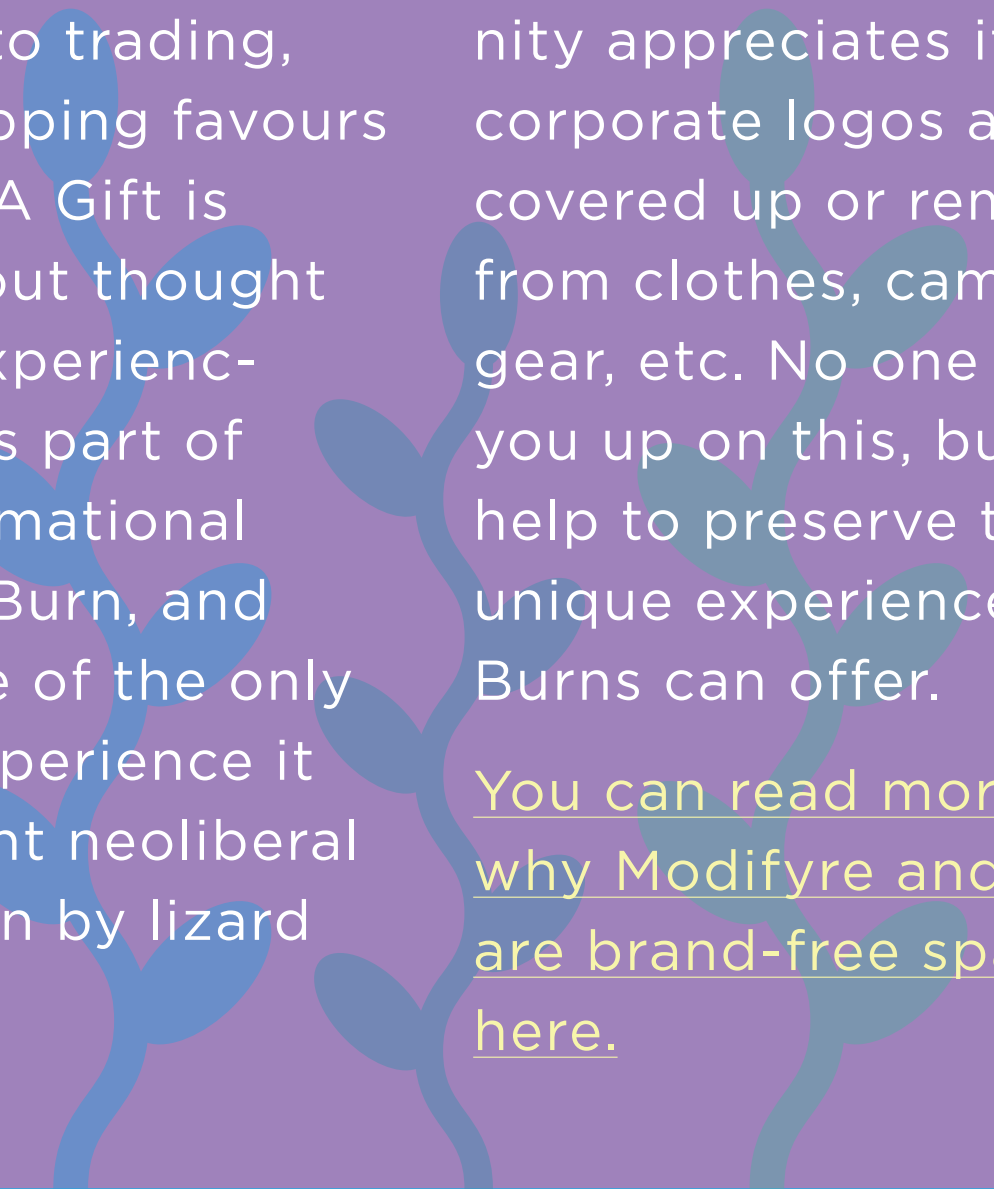 to trading,
pping favours
A Gift is
out thought
xperienc-
s part of
mational
Burn, and
e of the only
perience it
nt neoliberal
n by lizard
nity appreciates it
corporate logos a
covered up or rem
from clothes, cam
gear, etc. No one
you up on this, bu
help to preserve t
unique experience
Burns can offer.
You can read mor
why Modifyre and
are brand-free spa
here.